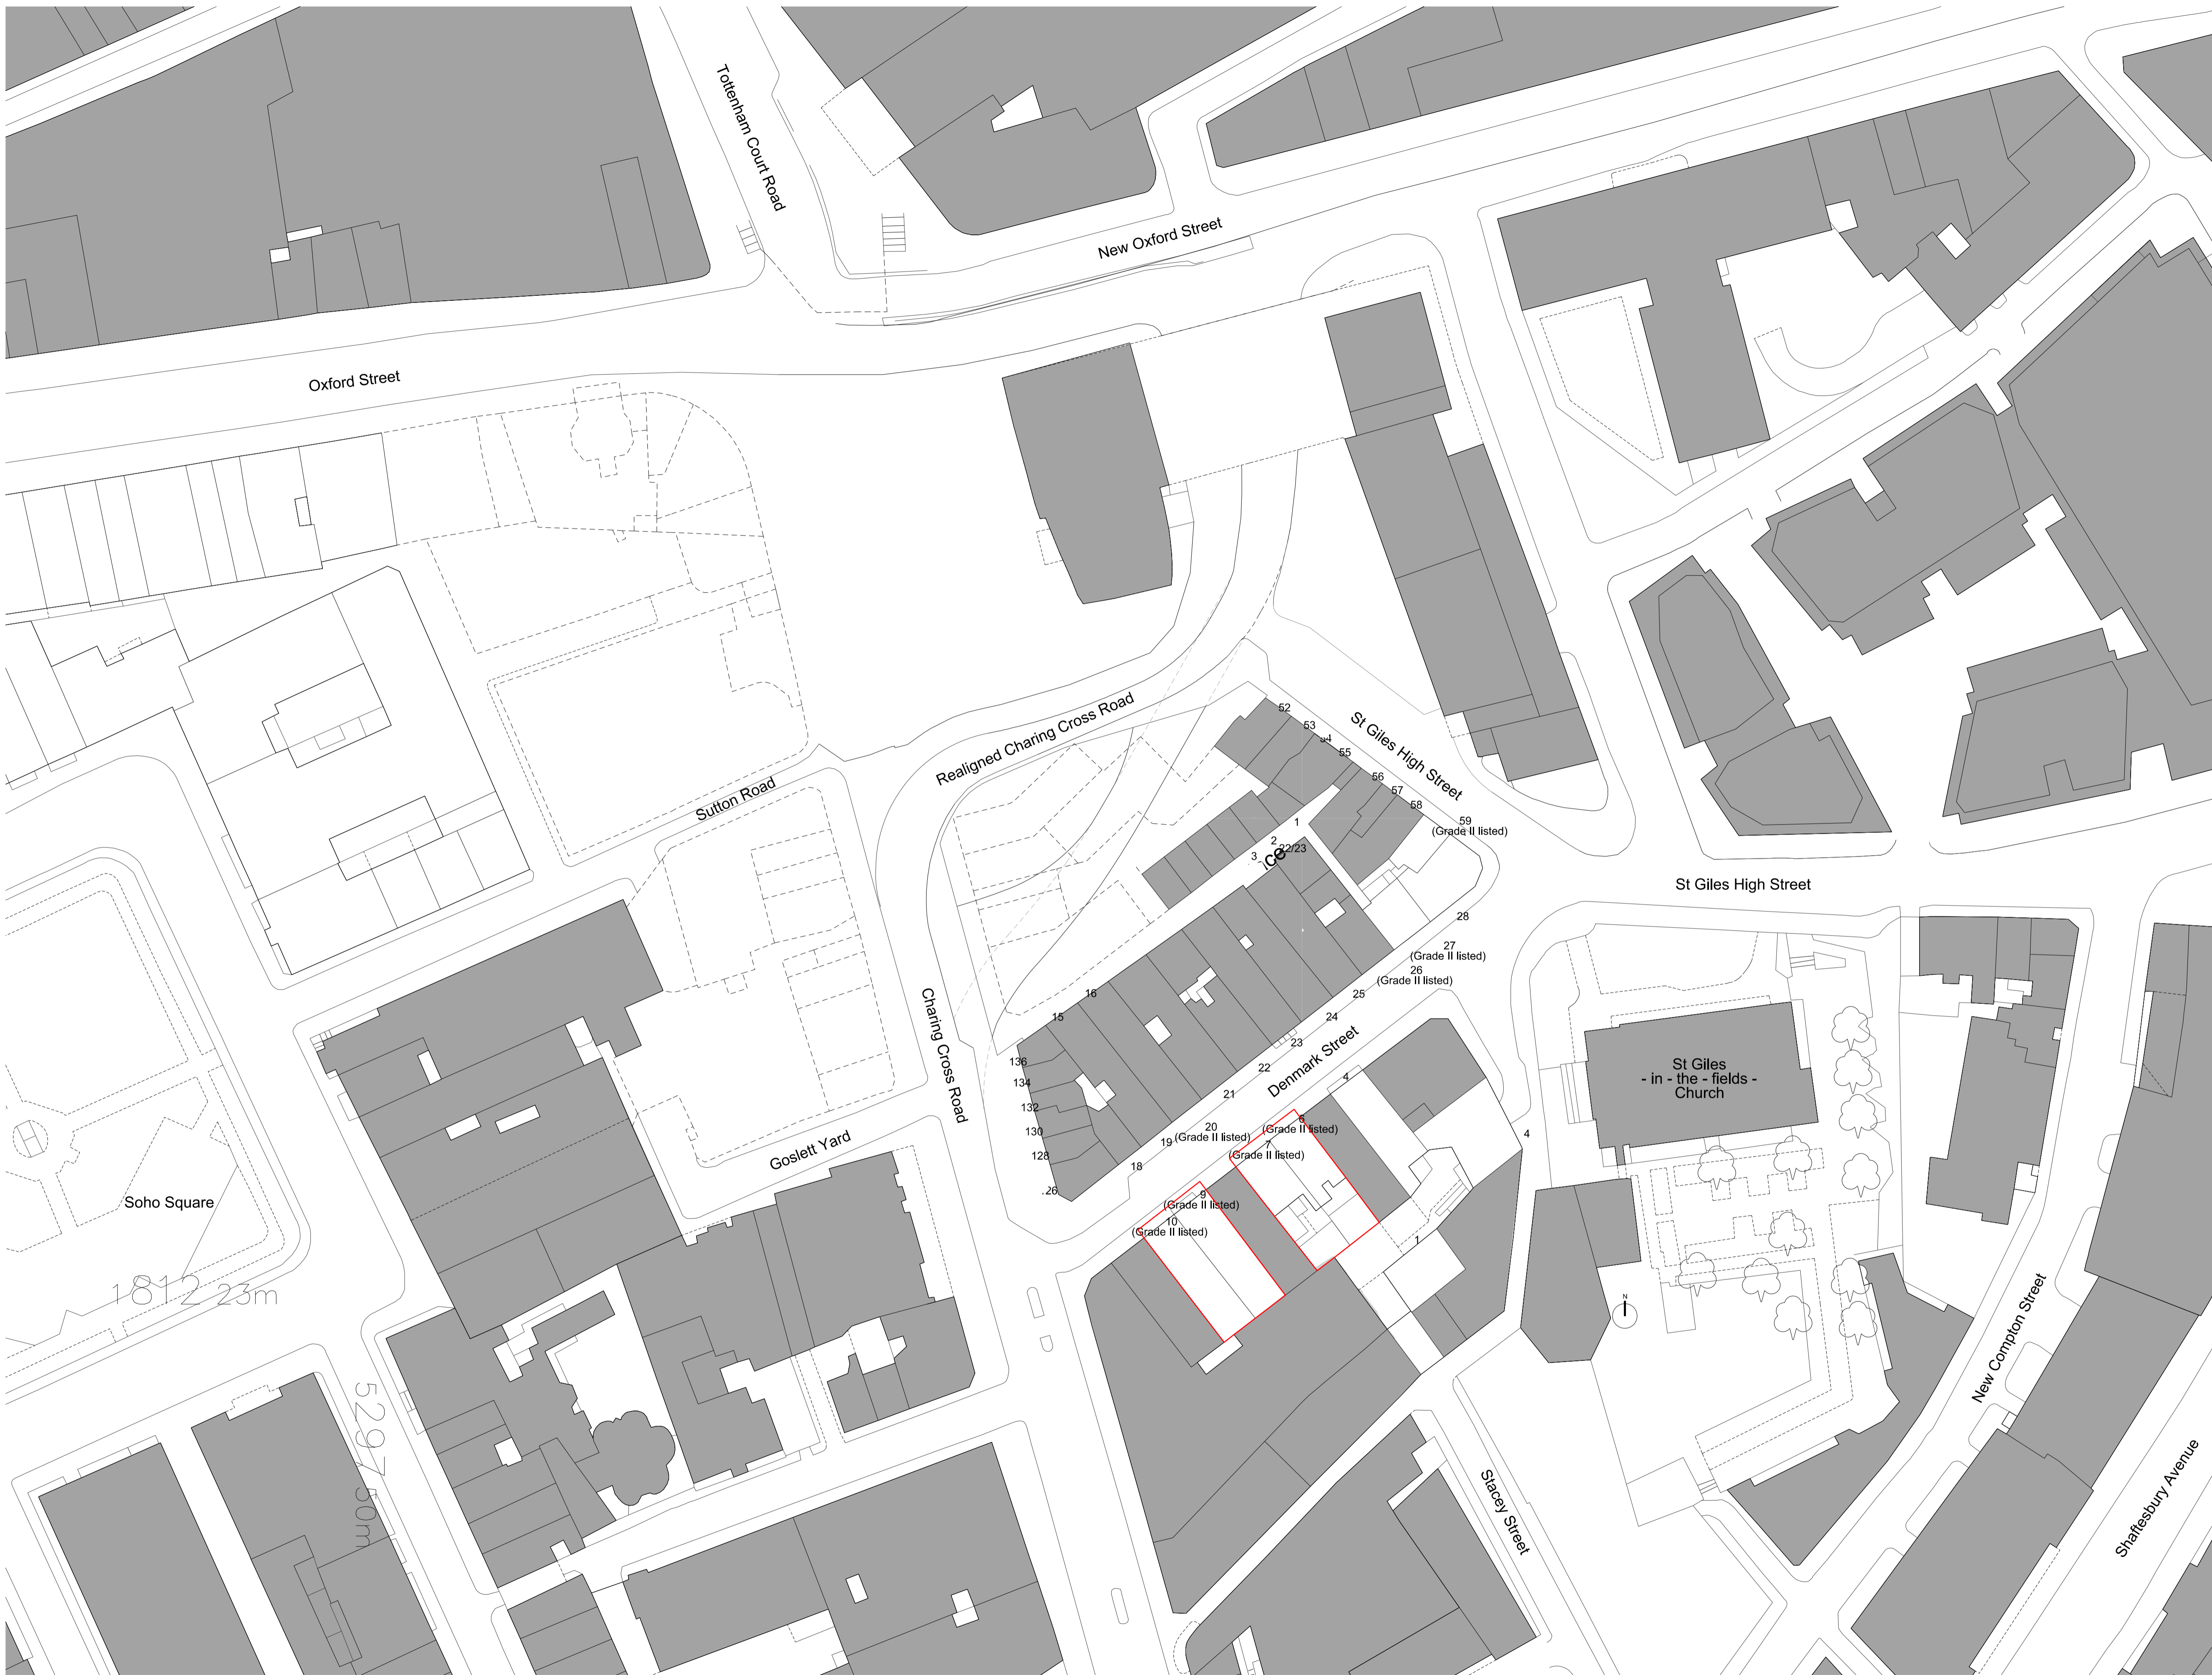 Tottenham Court Road
New Oxford Street
Oxford Street
Realigned Charing Cross Road
Sutton Road
St Giles High Street
52
53
55
56
57
58
59
(Grade II listed)
1
2
3
22/23
ice
St Giles High Street
28
27
(Grade II listed)
26
(Grade II listed)
25
24
23
22
21
20
(Grade II listed)
19
18
16
15
136
134
132
130
128
Charing Cross Road
Denmark Street
4
6
(Grade II listed)
7
(Grade II listed)
9
(Grade II listed)
10
(Grade II listed)
4
1
Goslett Yard
Soho Square
1812 23m
5297 50m
St Giles
- in - the - fields -
Church
N
New Compton Street
Stacey Street
Shaftesbury Avenue